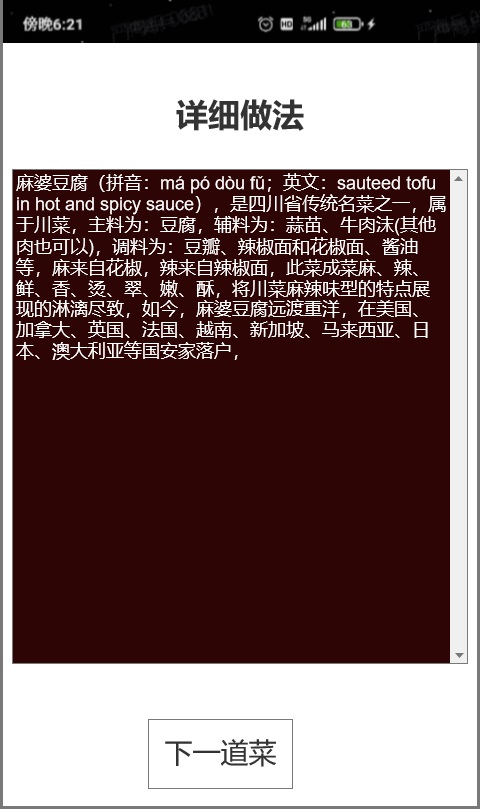 傍晚6:21
HD
5G
63
详细做法
麻婆豆腐（拼音：má pó dòu fǔ；英文：sauteed tofu
in hot and spicy sauce），是四川省传统名菜之一，属
于川菜，主料为：豆腐，辅料为：蒜苗、牛肉沫(其他
肉也可以)，调料为：豆瓣、辣椒面和花椒面、酱油
等，麻来自花椒，辣来自辣椒面，此菜成菜麻、辣、
鲜、香、烫、翠、嫩、酥，将川菜麻辣味型的特点展
现的淋漓尽致，如今，麻婆豆腐远渡重洋，在美国、
加拿大、英国、法国、越南、新加坡、马来西亚、日
本、澳大利亚等国安家落户，
下一道菜